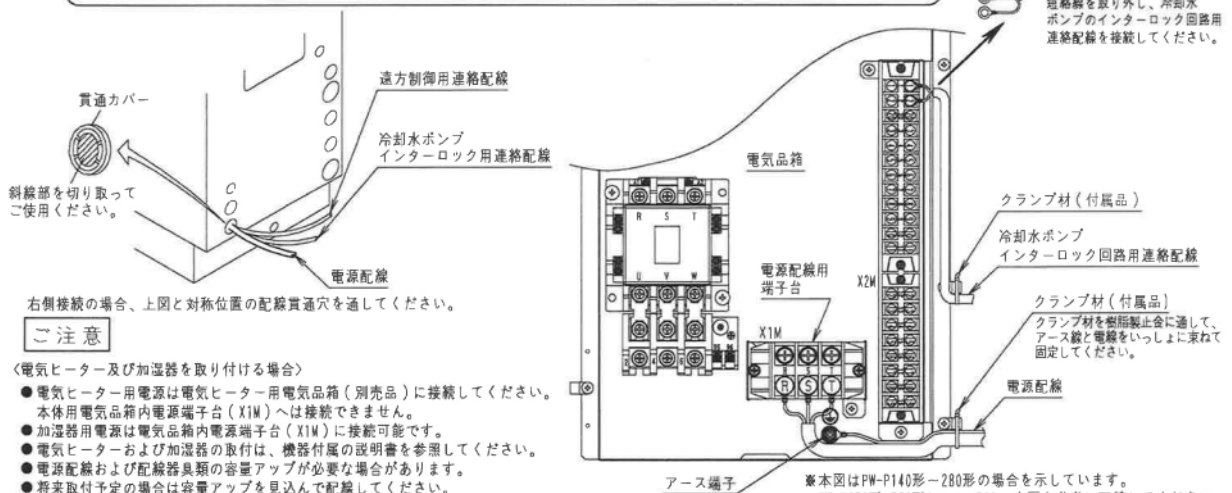 短絡線を取り外し、冷却水
ポンプのインターロック回路用
連絡配線を接続してください。
貫通カバー
斜線部を切り取って
ご使用ください。
遠方制御用連絡配線
冷却水ポンプ
インターロック用連絡配線
電源配線
右側接続の場合、上図と対称位置の配線貫通穴を通してください。
電気品箱
R S T
U V W
電源配線用
端子台
X1M
R S T
X2M
クランプ材(付属品)
冷却水ポンプ
インターロック回路用連絡配線
クランプ材(付属品)
クランプ材を樹脂製止金に通して、
アース線と電線をいっしょに束ねて
固定してください。
電源配線
アース端子
ご注意
〈電気ヒーター及び加湿器を取り付ける場合〉
●電気ヒーター用電源は電気ヒーター用電気品箱(別売品)に接続してください。
本体用電気品箱内電源端子台(X1M)へは接続できません。
●加湿器用電源は電気品箱内電源端子台(X1M)に接続可能です。
●電気ヒーターおよび加湿器の取付は、機器付属の説明書を参照してください。
●電源配線および配線器具類の容量アップが必要な場合があります。
●将来取付予定の場合は容量アップを見込んで配線してください。
※本図はPW-P140形~280形の場合を示しています。